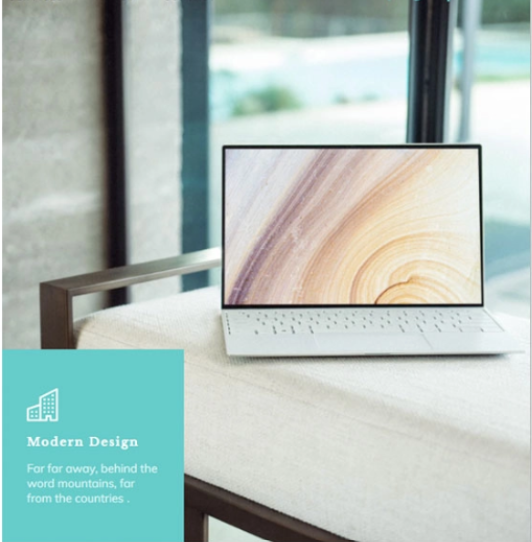 Modern Design
Far far away, behind the
word mountains, far
from the countries .